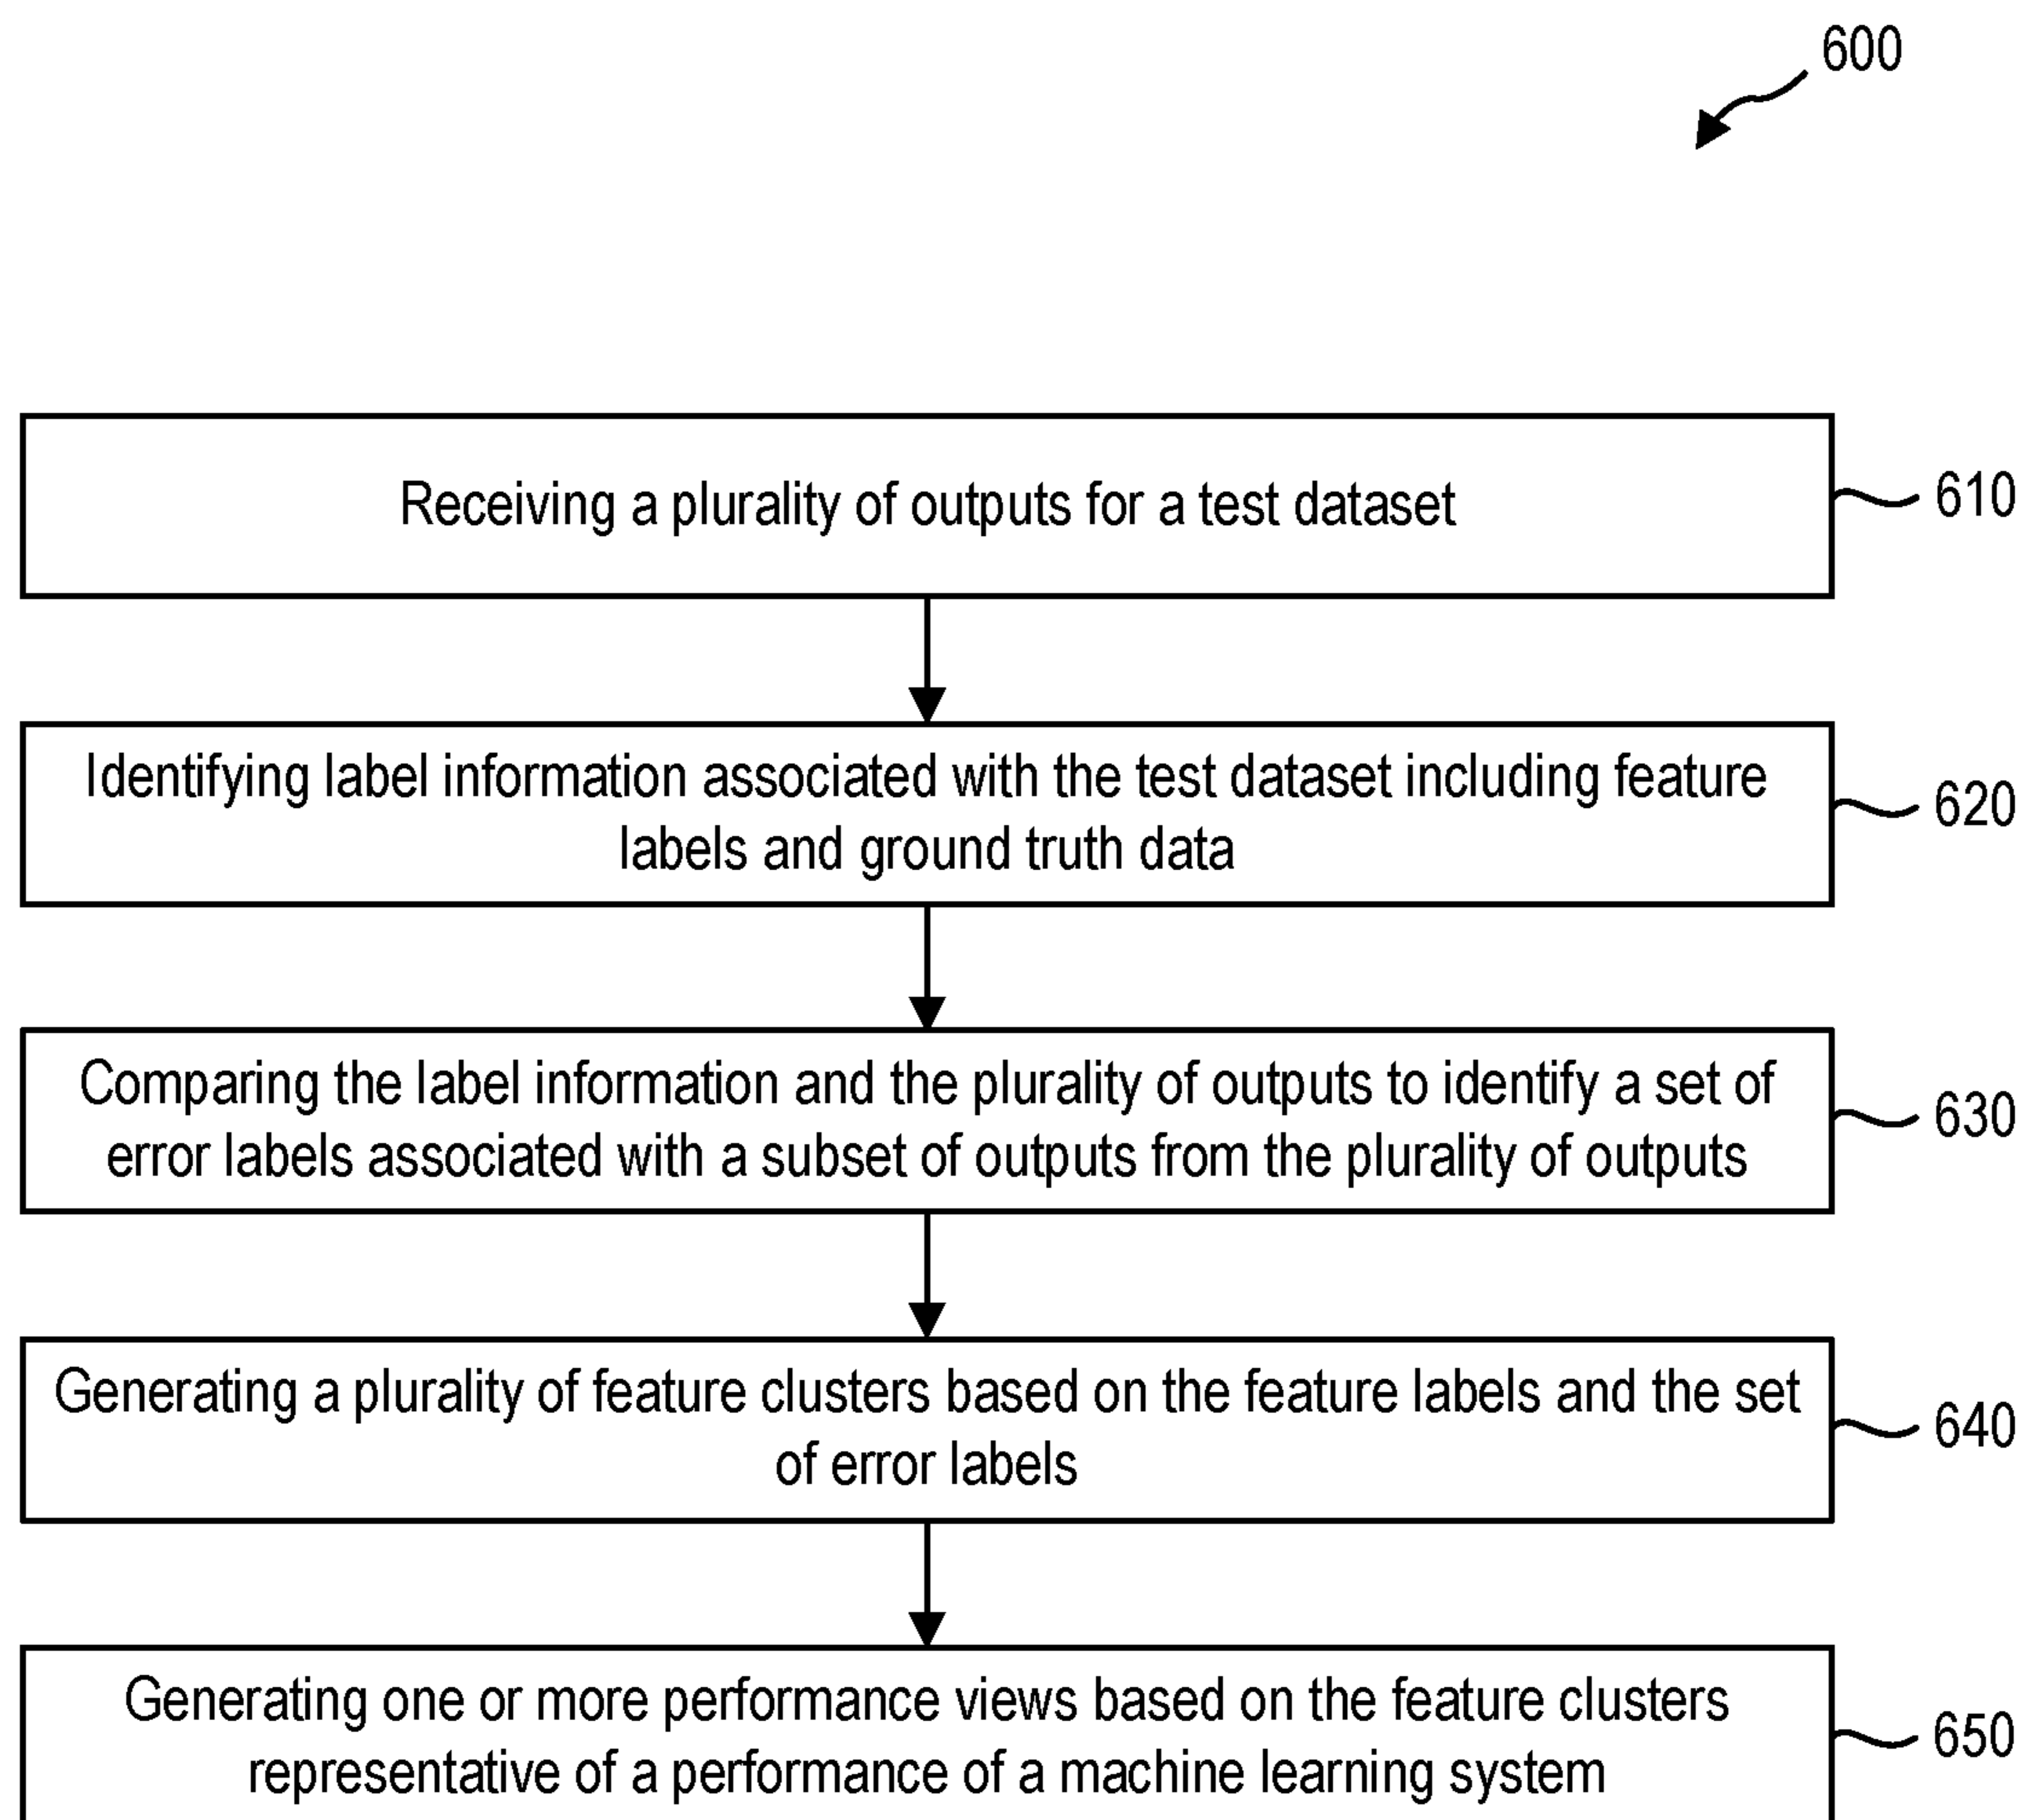 600
Receiving a plurality of outputs for a test dataset
610
Identifying label information associated with the test dataset including feature
labels and ground truth data
620
Comparing the label information and the plurality of outputs to identify a set of
error labels associated with a subset of outputs from the plurality of outputs
630
Generating a plurality of feature clusters based on the feature labels and the set
of error labels
640
Generating one or more performance views based on the feature clusters
representative of a performance of a machine learning system
650